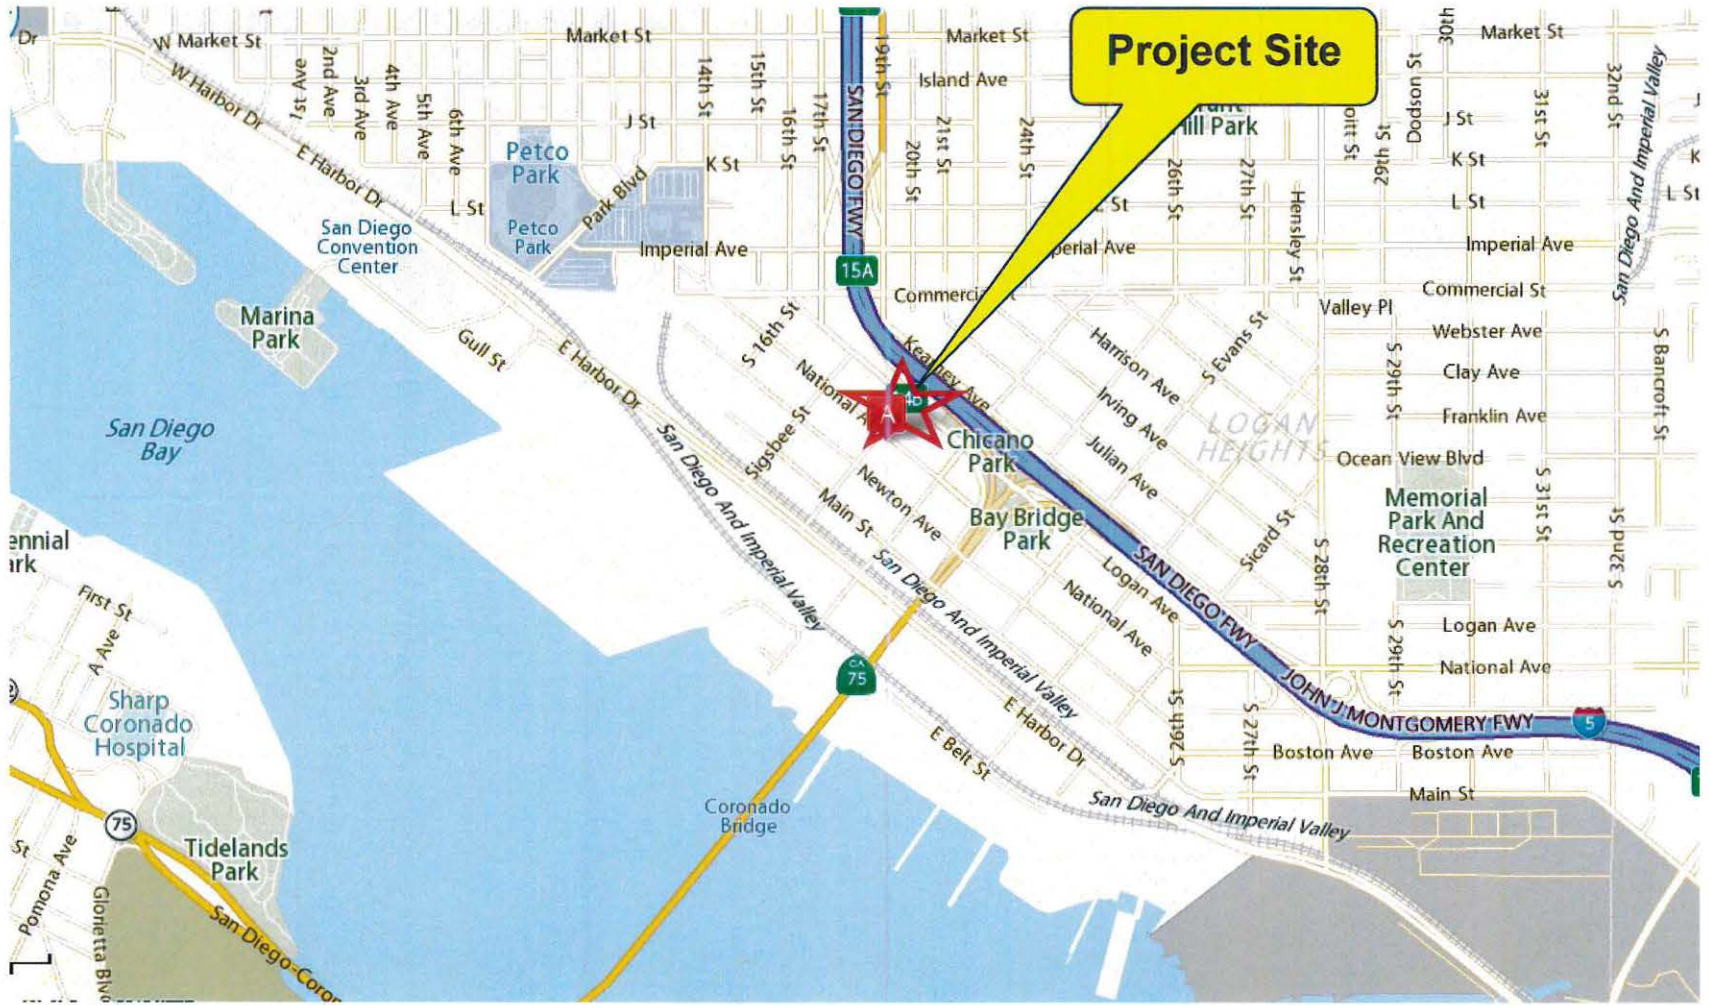 Dr
W Market St
Market St
Market St
Project Site
30th
Market St
W Harbor Dr
1st Ave
2nd Ave
3rd Ave
4th Ave
5th Ave
6th Ave
14th St
15th St
16th St
17th St
SAN DIEGO FWY
19th St
Island Ave
20th St
21st St
24th St
Hill Park
26th St
27th St
Hensley St
29th St
Dodson St
J St
31st St
32nd St
San Diego And Imperial Valley
J
J St
K St
K St
K
L St
L St
L St
L St
E Harbor Dr
Petco
Park
Petco
Park
Park Blvd
San Diego
Convention
Center
Imperial Ave
perial Ave
Imperial Ave
15A
Commercial St
Valley Pl
Webster Ave
Clay Ave
Franklin Ave
Ocean View Blvd
Marina
Park
Gull St
E Harbor Dr
S 16th St
National A
Kearney Ave
4B
A
Sigsbee St
Harrison Ave
S Evans St
Irving Ave
Julian Ave
LOGAN
HEIGHTS
S 29th St
S Bancroft St
San Diego
Bay
Chicano
Park
Newton Ave
Main St
Bay Bridge
Park
Memorial
Park And
Recreation
Center
S 31st St
S 32nd St
Sicard St
S 28th St
San Diego And Imperial Valley
San Diego And Imperial Valley
Logan Ave
National Ave
SAN DIEGO FWY
Logan Ave
National Ave
S 29th St
ennial
ark
First St
A Ave
Sharp
Coronado
Hospital
CA
75
E Harbor Dr
E Belt St
S 26th St
S 27th St
JOHN J MONTGOMERY FWY
5
Boston Ave
Boston Ave
Main St
San Diego And Imperial Valley
Coronado
Bridge
75
Tidelands
Park
St
Pomona Ave
Glorietta Blvd
San Diego-Coron